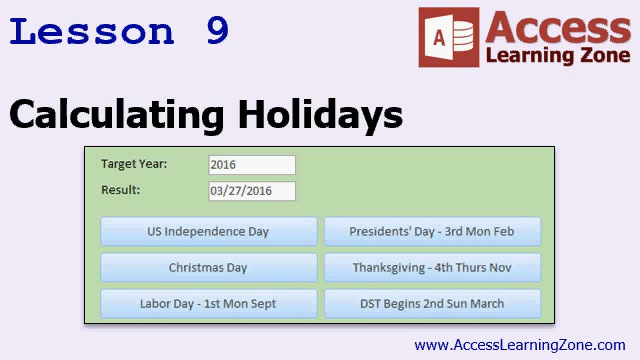 Lesson 9
A
Access
Learning Zone
Calculating Holidays
Target Year: 2016
Result: 03/27/2016
US Independence Day
Presidents' Day - 3rd Mon Feb
Christmas Day
Thanksgiving - 4th Thurs Nov
Labor Day - 1st Mon Sept
DST Begins 2nd Sun March
www.AccessLearningZone.com